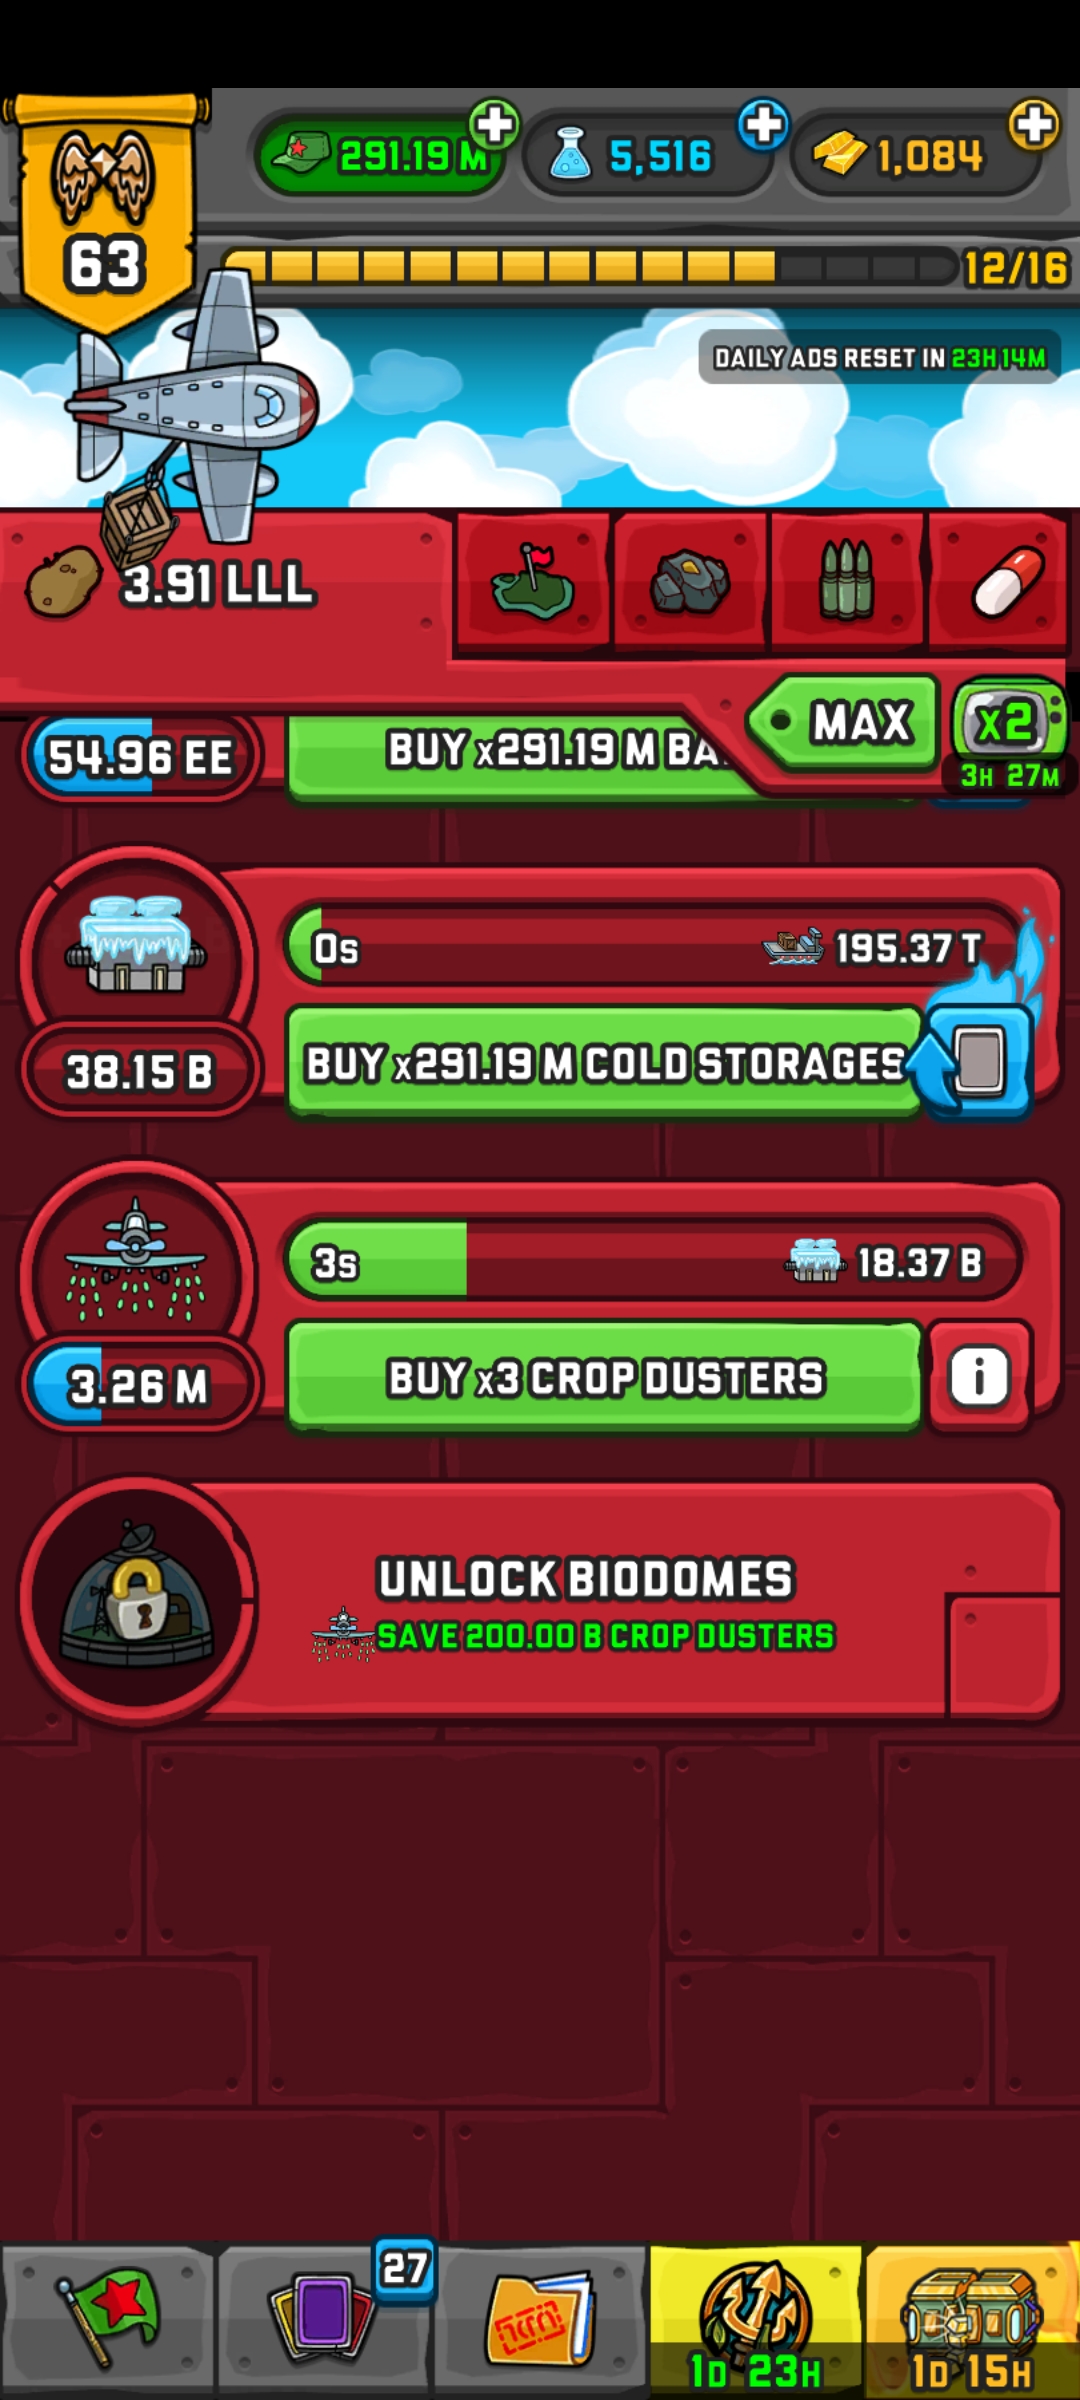 291.19 M
5,516
1,084
63
12/16
DAILY ADS RESET IN 23H 14M
3.91 LLL
MAX
x2
3H 27M
54.96 EE
BUY x291.19 M BA
0s
195.37 T
38.15 B
BUY x291.19 M COLD STORAGES
3s
18.37 B
3.26 M
BUY x3 CROP DUSTERS
i
UNLOCK BIODOMES
SAVE 200.00 B CROP DUSTERS
27
1D 23H
1D 15H